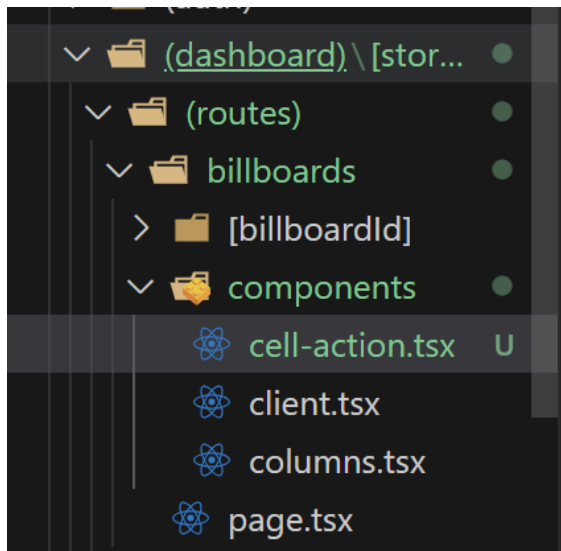 (dashboard)\[stor...
(routes)
billboards
[billboardId]
components
cell-action.tsx U
client.tsx
columns.tsx
page.tsx